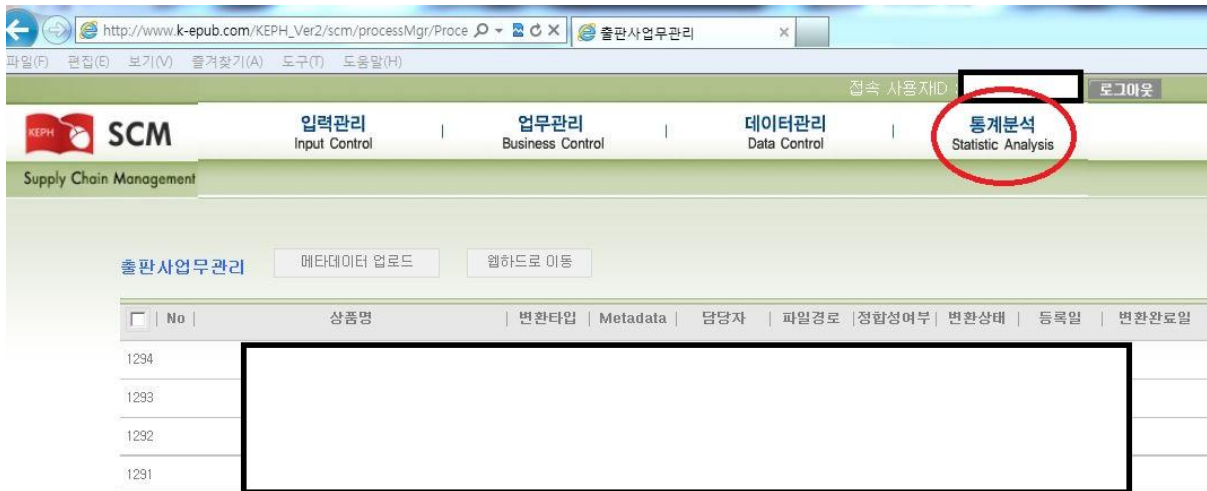 http://www.k-epub.com/KEPH_Ver2/scm/processMgr/Proce
출판사업무관리
파일(F) 편집(E) 보기(V) 즐겨찾기(A) 도구(T) 도움말(H)
접속 사용자ID :
로그아웃
KEPH SCM
입력관리 | 업무관리 | 데이터관리 | 통계분석
Input Control Business Control Data Control Statistic Analysis
Supply Chain Management
출판사업무관리 메타데이터 업로드 웹하드로 이동
| No | 상품명 | 변환타입 | Metadata | 담당자 | 파일경로 |정합성여부| 변환상태 | 등록일 | 변환완료일
1294
1293
1292
1291